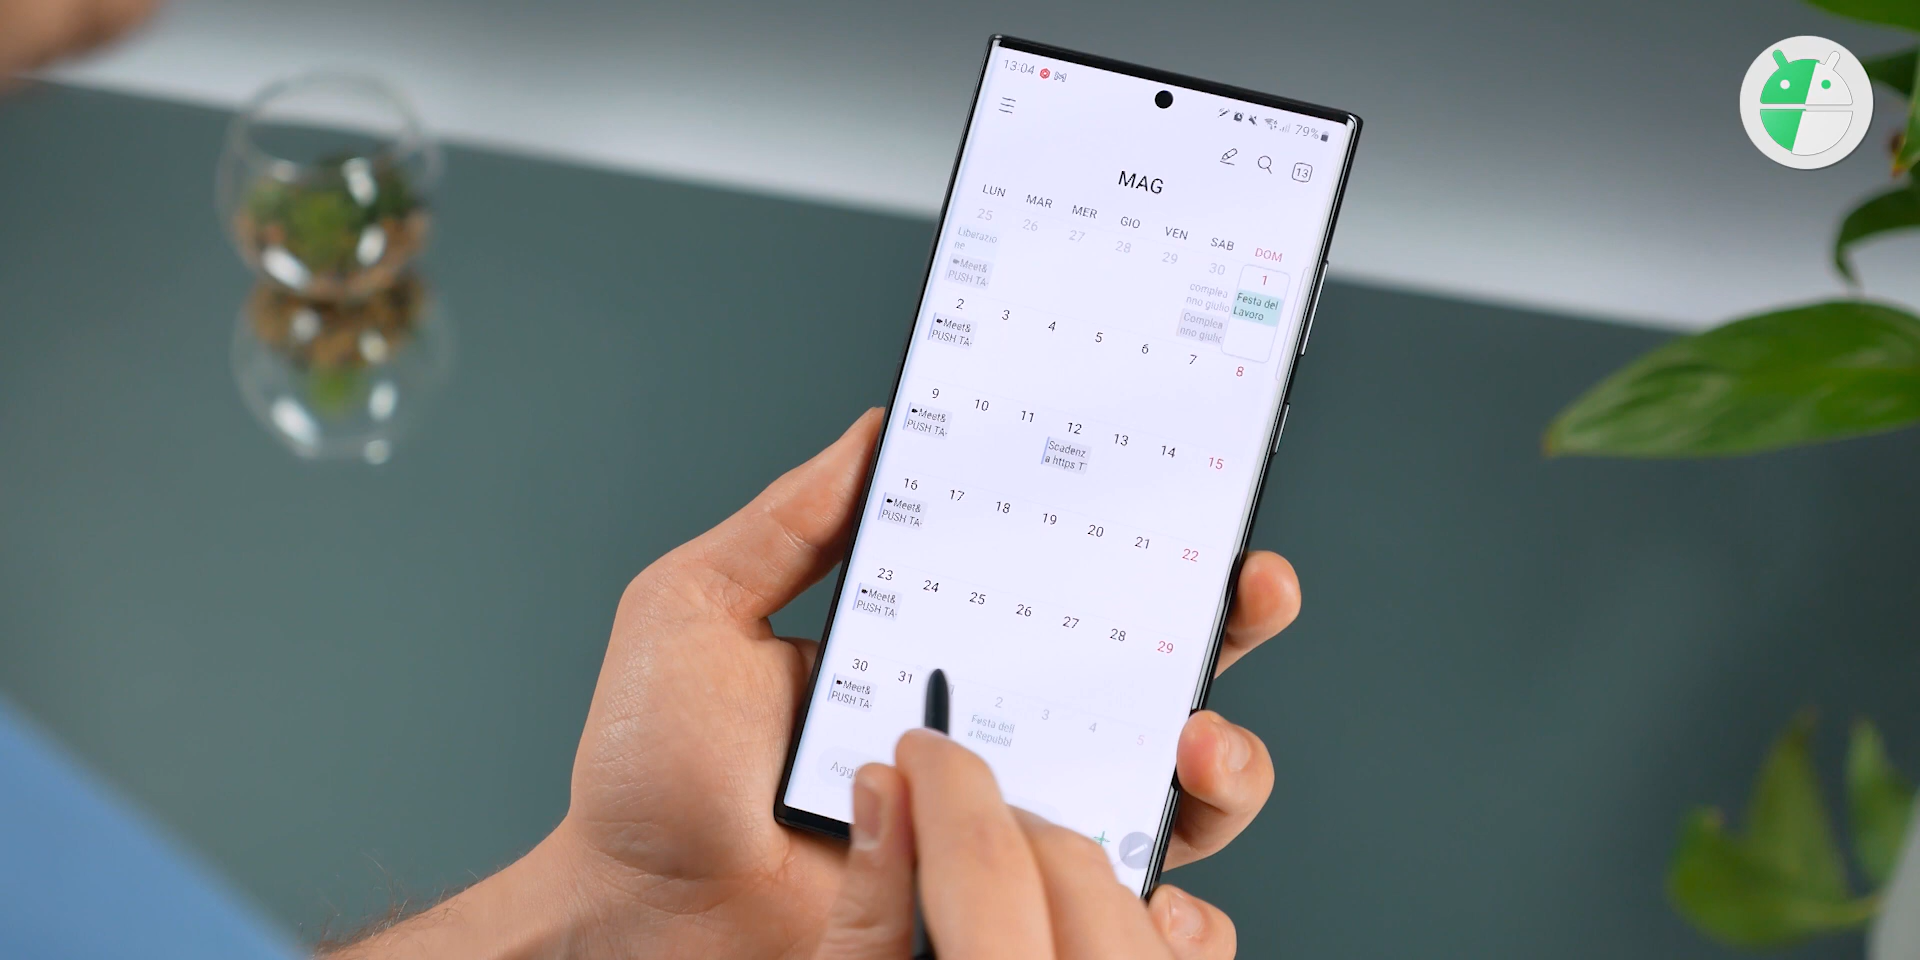 13:04
79%
13
MAG
LUN MAR MER GIO VEN SAB DOM
25 26 27 28 29 30 1
Liberazio
ne
Meet&
PUSH TA-
complea
nno giulio
Complea
nno giulio
Festa del
Lavoro
2 3 4 5 6 7 8
Meet&
PUSH TA-
9 10 11 12 13 14 15
Meet&
PUSH TA-
Scadenz
a https T
16 17 18 19 20 21 22
Meet&
PUSH TA-
23 24 25 26 27 28 29
Meet&
PUSH TA-
30 31 2 3 4 5
Meet&
PUSH TA-
Festa dell
a Repubbl